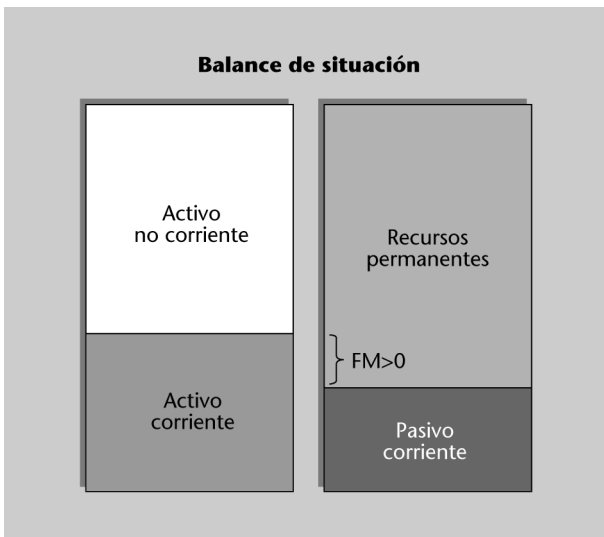 Balance de situación
Activo
no corriente
Activo
corriente
Recursos
permanentes
FM>0
Pasivo
corriente